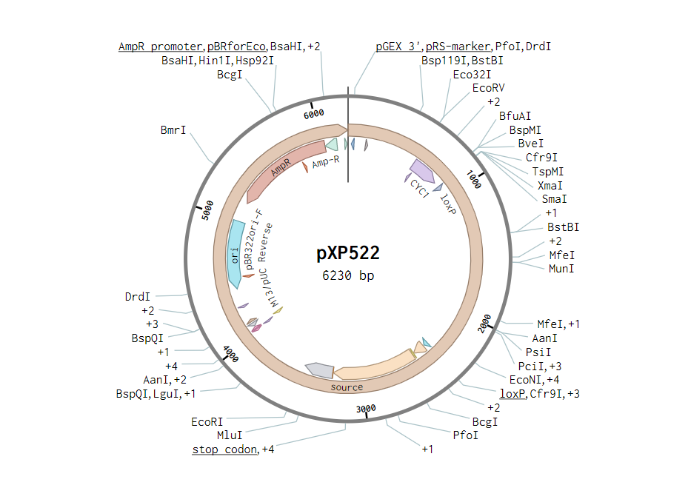 AmpR promoter,pBRforEco,BsaHI,+2
BsaHI,Hin1I,Hsp92I
BcgI
BmrI
pGEX 3',pRS-marker,PfoI,DrdI
Bsp119I,BstBI
Eco32I
EcoRV
+2
BfuAI
BspMI
BveI
Cfr9I
TspMI
XmaI
SmaI
+1
BstBI
+2
MfeI
MunI
MfeI,+1
AanI
PsiI
PciI,+3
EcoNI,+4
loxP,Cfr9I,+3
+2
BcgI
PfoI
+1
stop codon,+4
MluI
EcoRI
BspQI,LguI,+1
AanI,+2
+4
+1
BspQI
+3
+2
DrdI
6000
1000
2000
3000
4000
5000
AmpR
Amp-R
CYC1
loxP
ori
pBR322ori-F
M13/pUC Reverse
source
pXP522
6230 bp